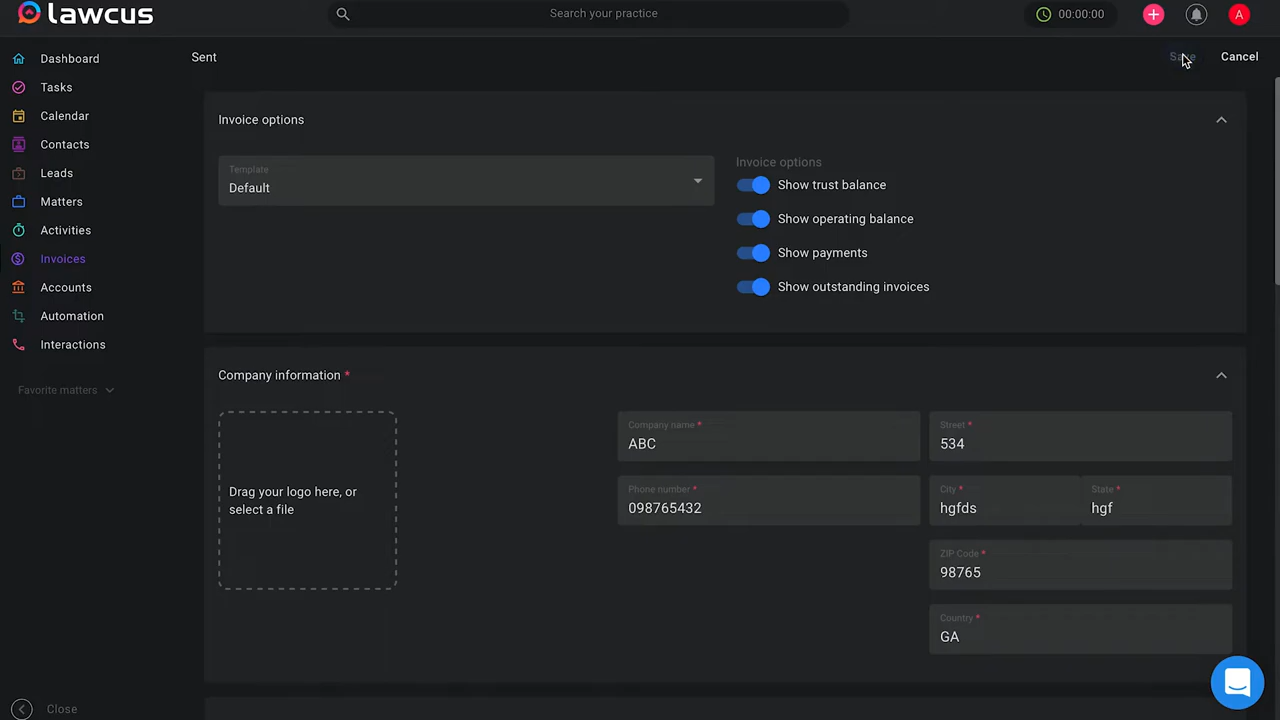 lawcus
Search your practice
00:00:00
A
Dashboard
Tasks
Calendar
Contacts
Leads
Matters
Activities
Invoices
Accounts
Automation
Interactions
Favorite matters
Close
Sent
Save
Cancel
Invoice options
Template
Default
Invoice options
Show trust balance
Show operating balance
Show payments
Show outstanding invoices
Company information *
Drag your logo here, or
select a file
Company name *
ABC
Street *
534
Phone number *
098765432
City *
hgfds
State *
hgf
ZIP Code *
98765
Country *
GA